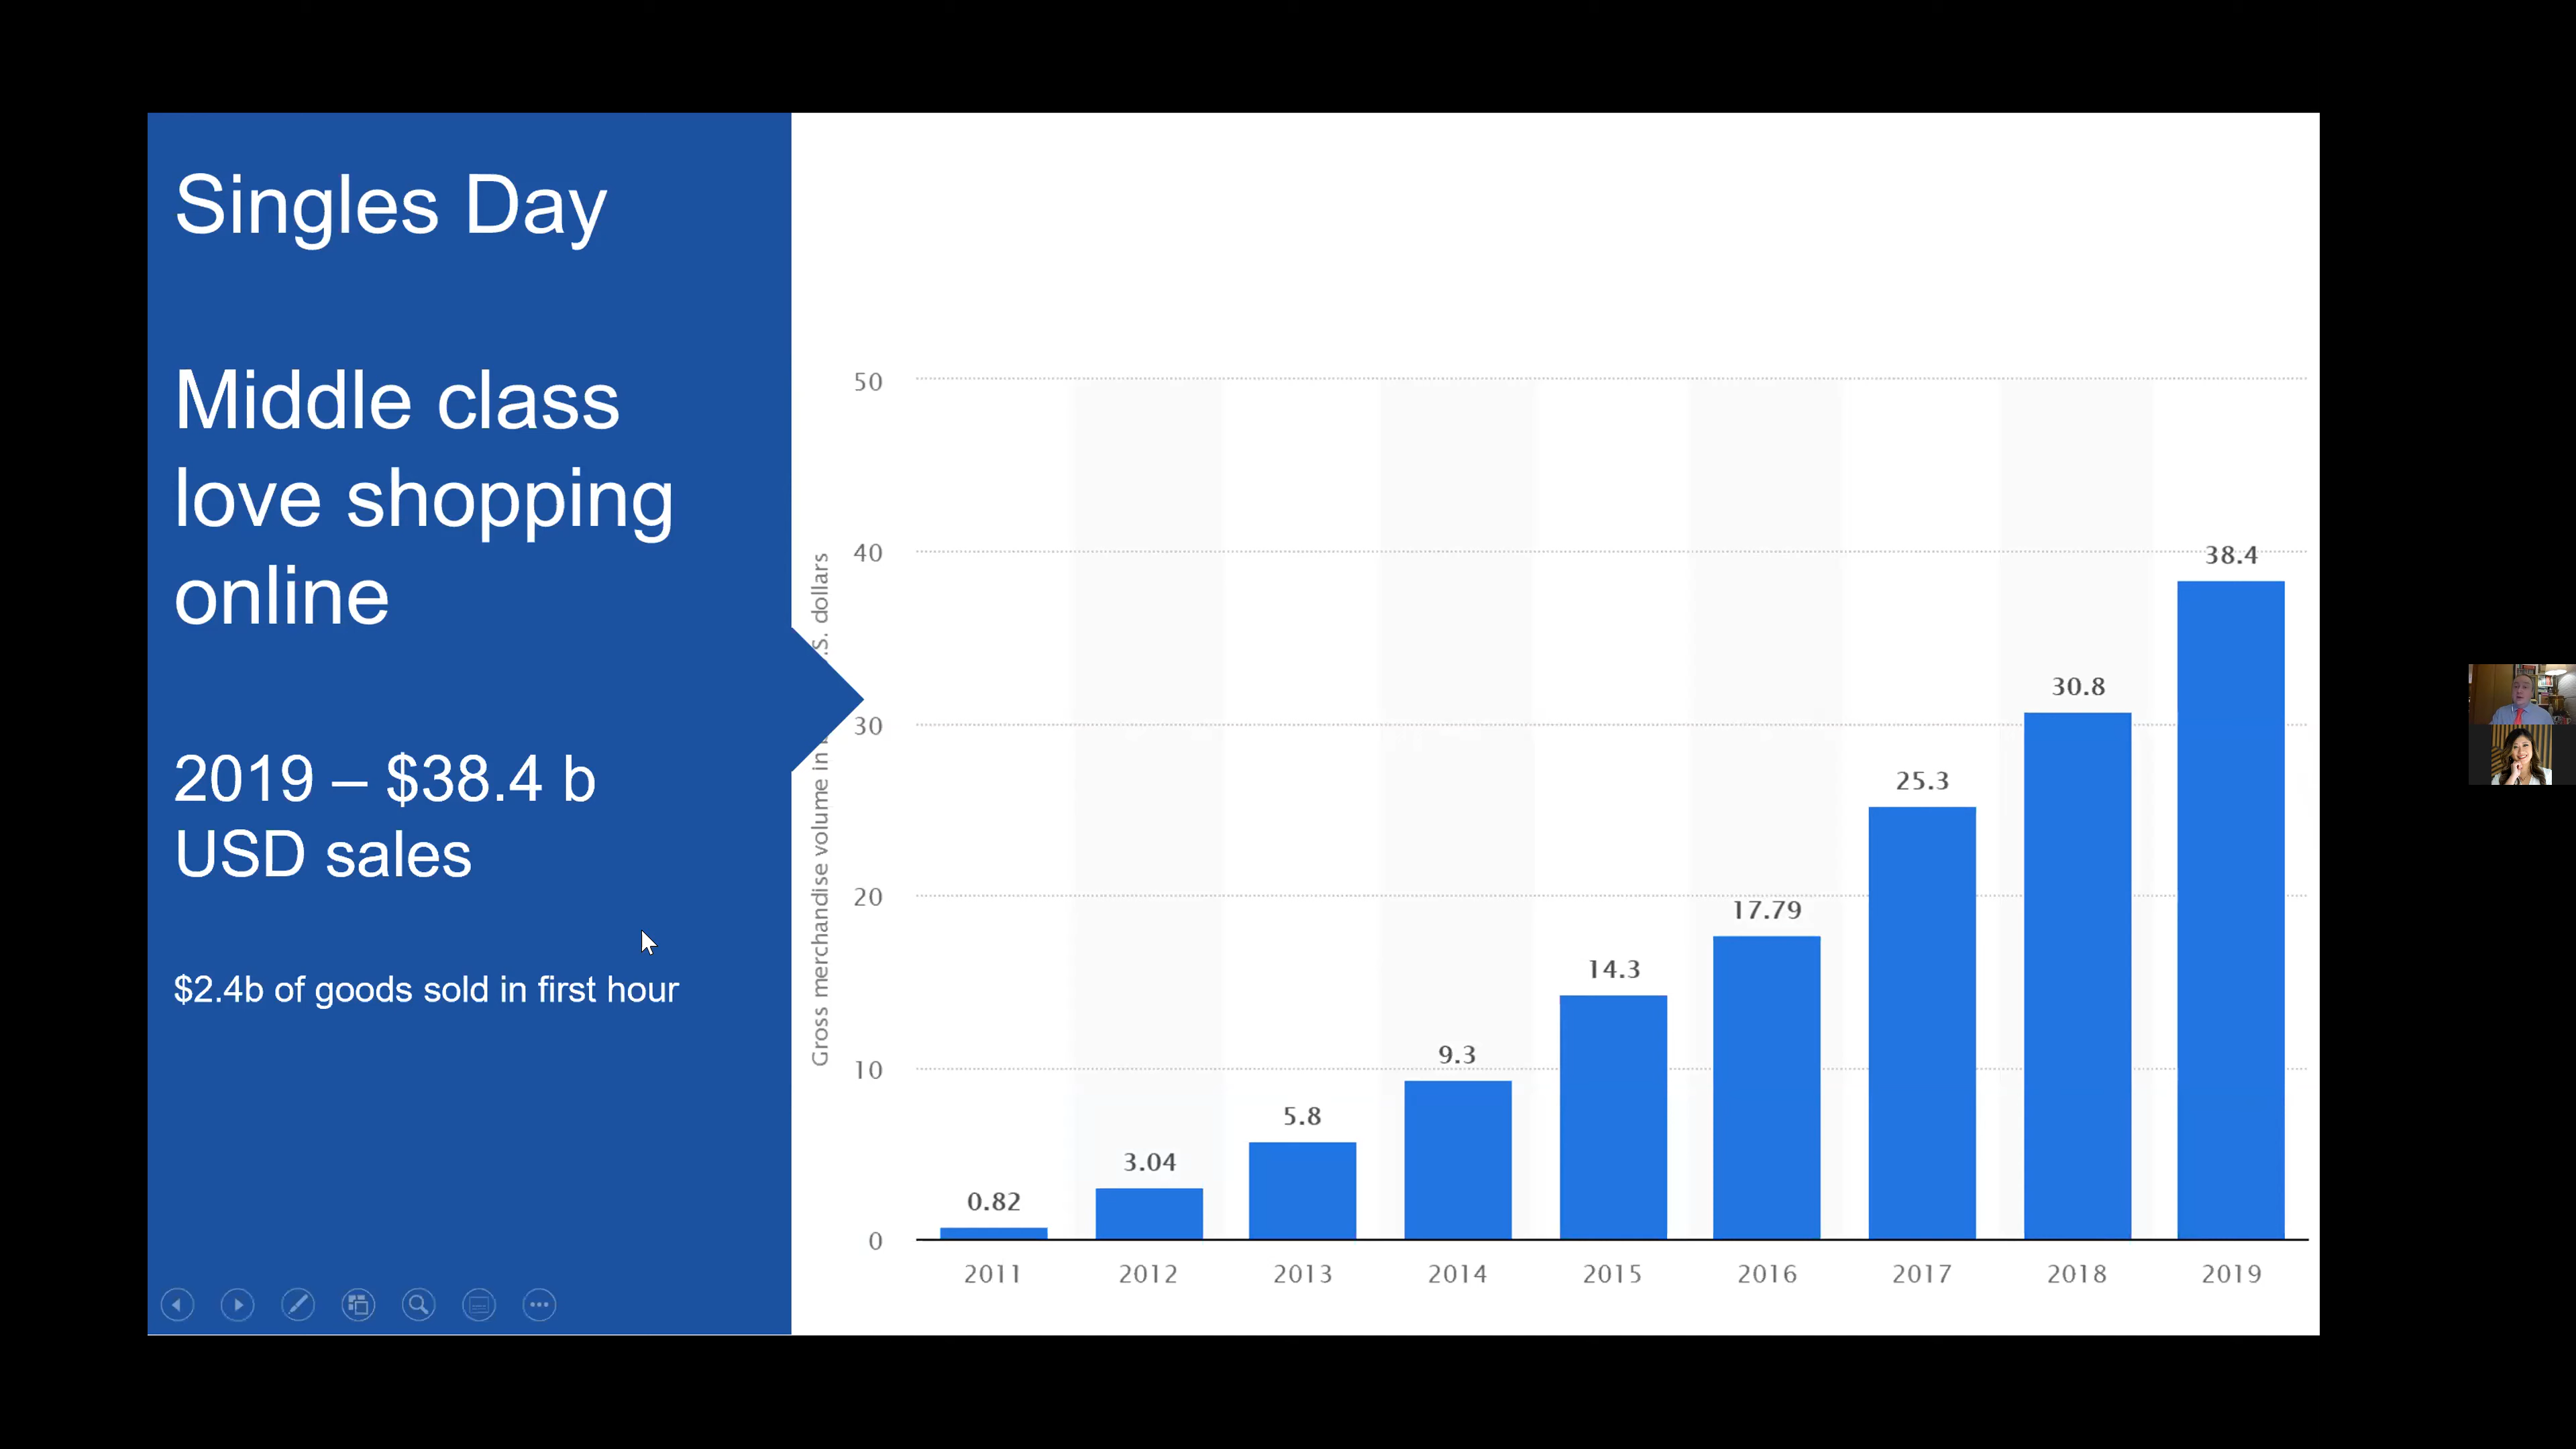 Singles Day
Middle class
love shopping
online
2019 – $38.4 b
USD sales
$2.4b of goods sold in first hour
Gross merchandise volume in .S. dollars
50
40
30
20
10
0
0.82
3.04
5.8
9.3
14.3
17.79
25.3
30.8
38.4
2011 2012 2013 2014 2015 2016 2017 2018 2019